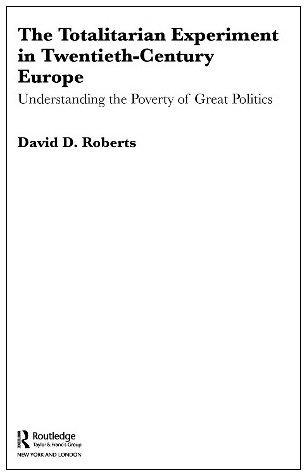 The Totalitarian Experiment
in Twentieth-Century
Europe
Understanding the Poverty of Great Politics
David D. Roberts
R
Routledge
Taylor & Francis Group
NEW YORK AND LONDON